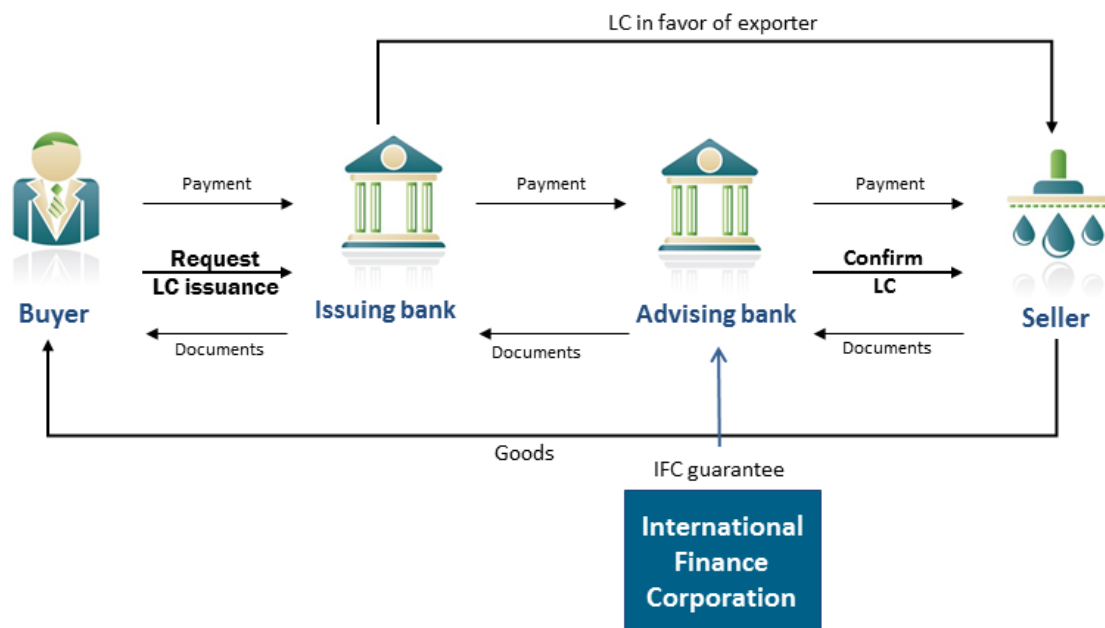 LC in favor of exporter
Payment
Payment
Payment
Request
LC issuance
Confirm
LC
Buyer
Issuing bank
Advising bank
Seller
Documents
Documents
Documents
Goods
IFC guarantee
International
Finance
Corporation